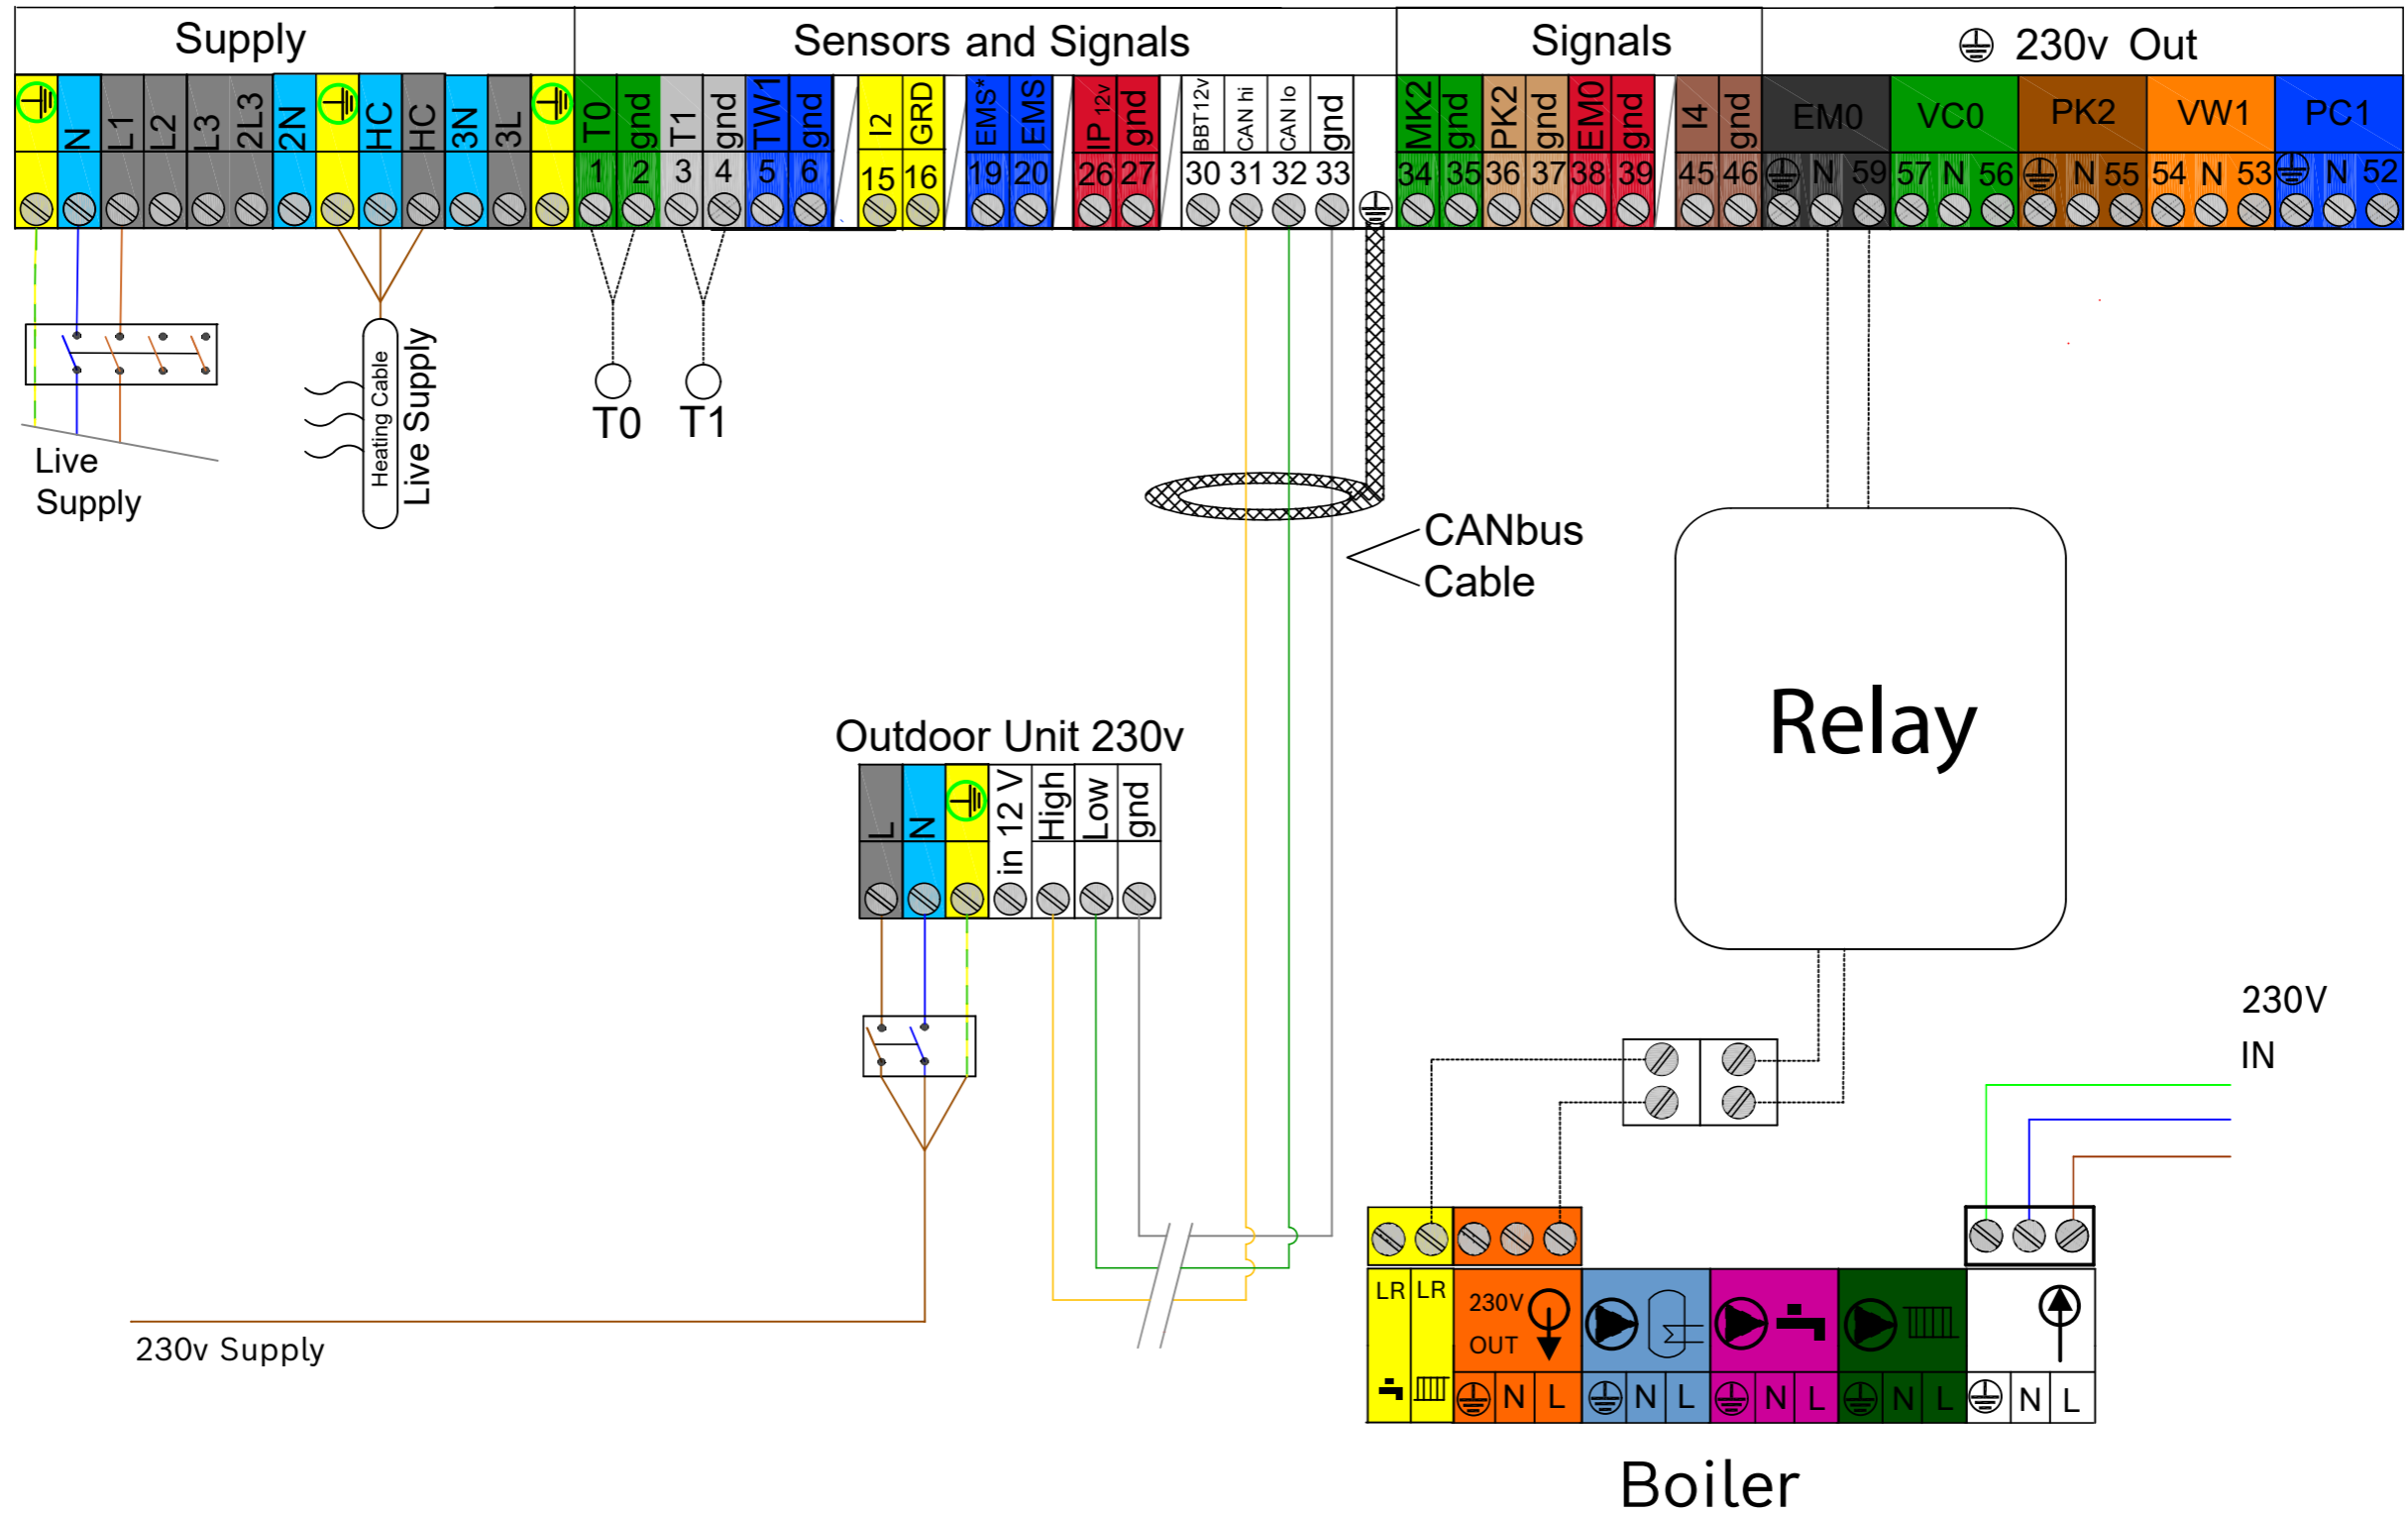 Supply
Sensors and Signals
Signals
230v Out
N
L1
L2
L3
2L3
2N
HC
HC
3N
3L
T0
gnd
T1
gnd
TW1
gnd
I2
GRD
EMS*
EMS
IP 12v
gnd
BBT12v
CAN hi
CAN lo
gnd
MK2
gnd
PK2
gnd
EM0
gnd
I4
gnd
EM0
VC0
PK2
VW1
PC1
1 2 3 4 5 6 15 16 19 20 26 27 30 31 32 33 34 35 36 37 38 39 45 46 N 59 57 N 56 N 55 54 N 53 N 52
Live
Supply
Heating Cable
Live Supply
T0
T1
CANbus
Cable
Relay
Outdoor Unit 230v
L
N
in 12 V
High
Low
gnd
230V
IN
230v Supply
LR
LR
230V
OUT
N L N L N L N L N L
Boiler